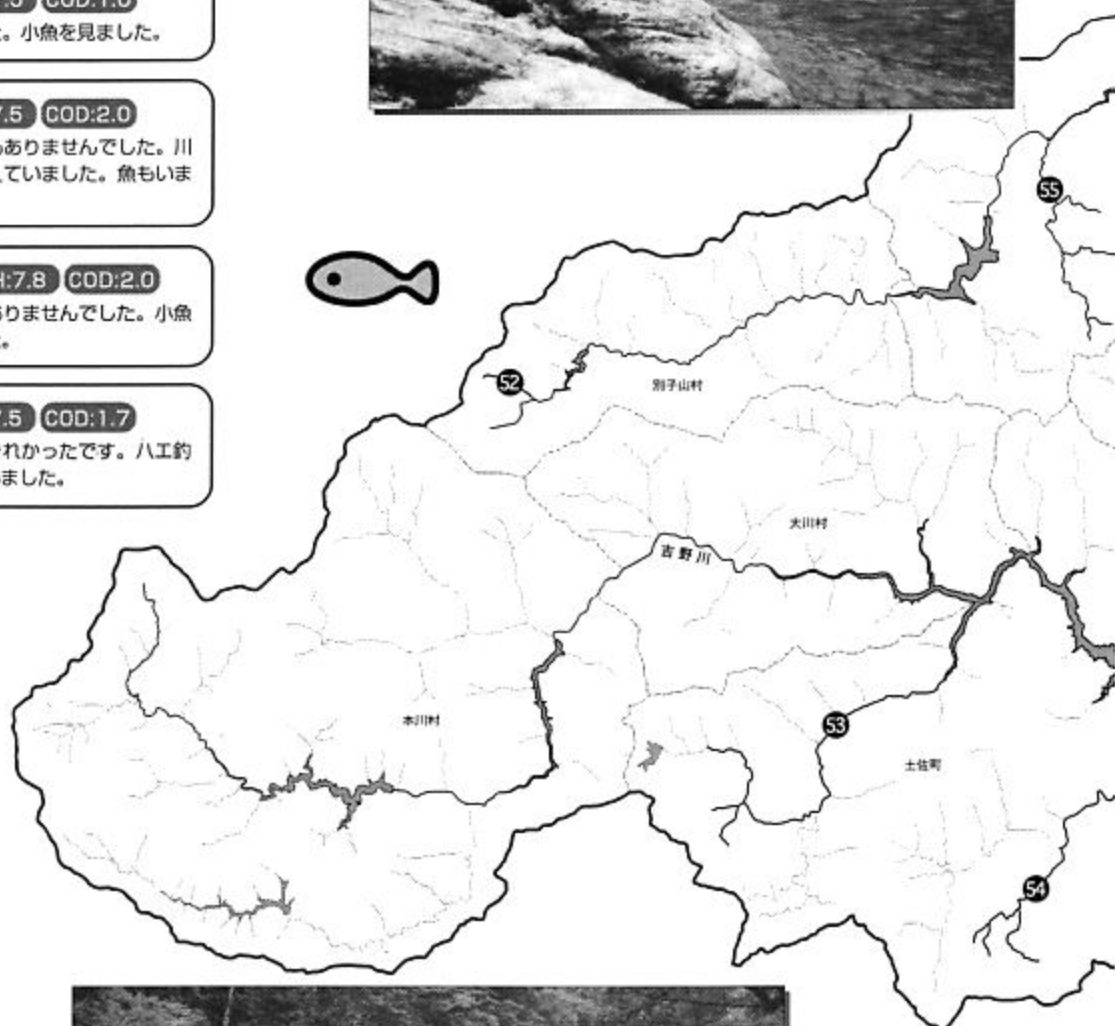 。小魚を見ました。
7.5 COD:2.0
ありませんでした。川
ていました。魚もいま
H:7.8 COD:2.0
ありませんでした。小魚
。
7.5 COD:1.7
れかったです。ハエ釣
ました。
55
52
別子山村
大川村
吉野川
本川村
53
土佐町
54